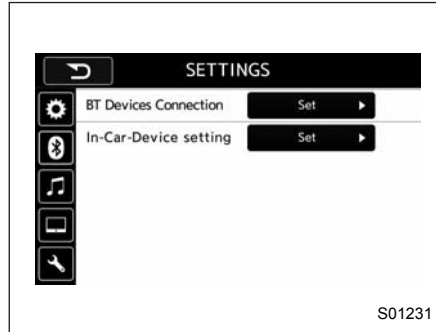 SETTINGS
BT Devices Connection Set
In-Car-Device setting Set
S01231